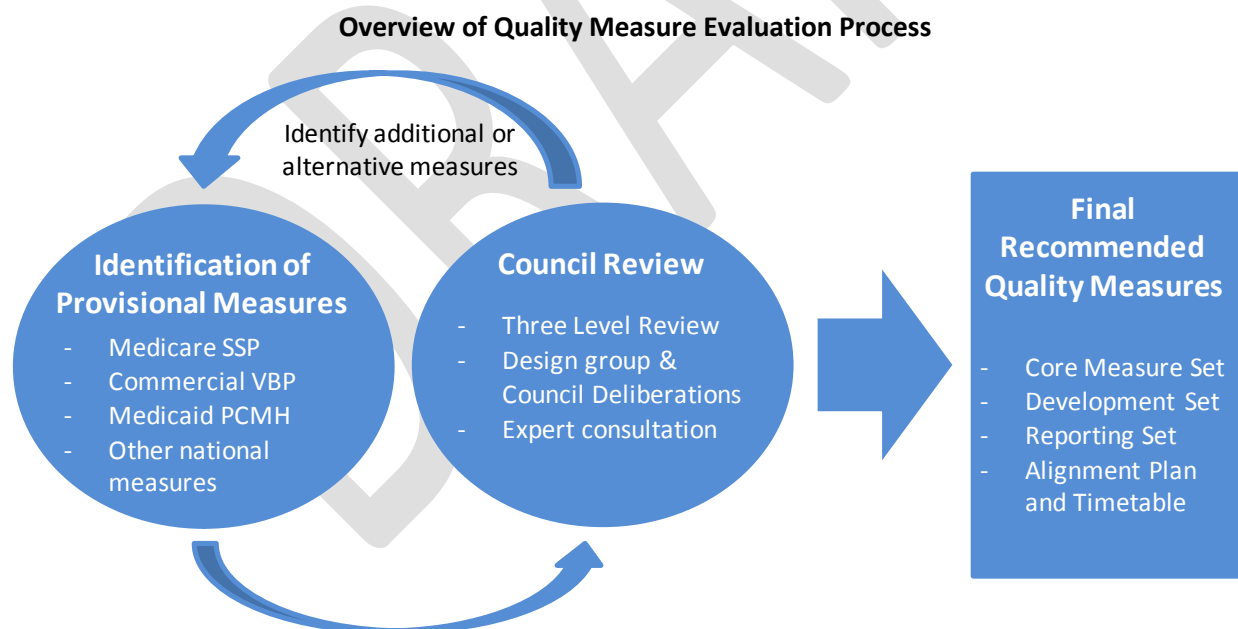 Overview of Quality Measure Evaluation Process
Identify additional or
alternative measures
Identification of
Provisional Measures
- Medicare SSP
- Commercial VBP
- Medicaid PCMH
- Other national
measures
Council Review
- Three Level Review
- Design group &
Council Deliberations
- Expert consultation
Final
Recommended
Quality Measures
- Core Measure Set
- Development Set
- Reporting Set
- Alignment Plan
and Timetable